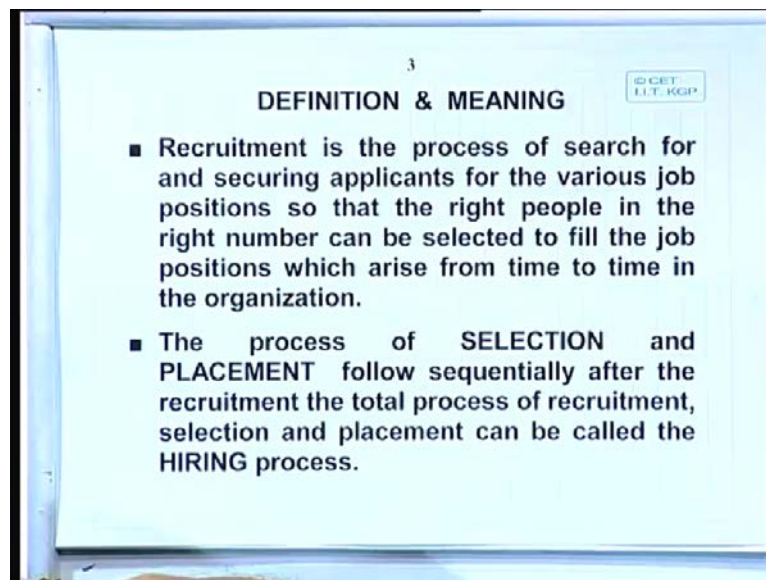 3
© CET
I.I.T. KGP
DEFINITION & MEANING
■ Recruitment is the process of search for
and securing applicants for the various job
positions so that the right people in the
right number can be selected to fill the job
positions which arise from time to time in
the organization.
■ The process of SELECTION and
PLACEMENT follow sequentially after the
recruitment the total process of recruitment,
selection and placement can be called the
HIRING process.